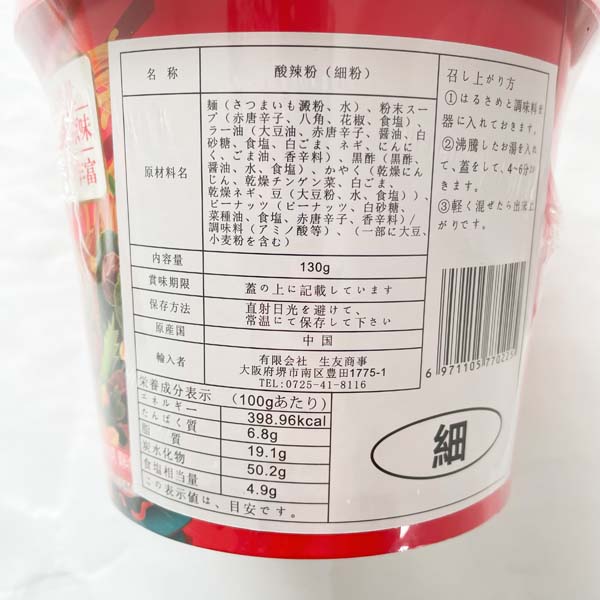 味
富
名 称 酸辣粉（細粉）
原材料名
麺（さつまいも澱粉、水）、粉末スー
プ（赤唐辛子、八角、花椒、食塩）、
ラー油（大豆油、赤唐辛子、醤油、白
砂糖、食塩、白ごま、ネギ、にんに
く、ごま油、香辛料）、黒酢（黒酢、
醤油、水、食塩）、かやく（乾燥にん
じん、乾燥チンゲン菜、白ごま、
乾燥ネギ、豆（大豆粉、水、食塩））、
ピーナッツ（ピーナッツ、白砂糖、
菜種油、食塩、赤唐辛子、香辛料）/
調味料（アミノ酸等）、（一部に大豆、
小麦粉を含む）
内容量 130g
賞味期限 蓋の上に記載しています
保存方法 直射日光を避けて、
常温にて保存して下さい
原産国 中 国
輸入者 有限会社 生友商事
大阪府堺市南区豊田1775-1
TEL:0725-41-8116
栄養成分表示 （100gあたり）
エネルギー 398.96kcal
たんぱく質 6.8g
脂 質 19.1g
炭水化物 50.2g
食塩相当量 4.9g
この表示値は、目安です。
召し上がり方
①はるさめと調味料を
器に入れておきます。
②沸騰したお湯を入れ
て、蓋をして、4~6分お
きます。
③軽く混ぜたら出来上
がりです。
6 971105 770225
細